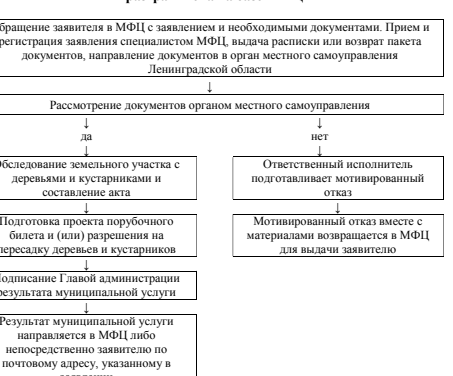 бращение заявителя в МФЦ с заявлением и необходимыми документами. Прием и
регистрация заявления специалистом МФЦ, выдача расписки или возврат пакета
документов, направление документов в орган местного самоуправления
Ленинградской области
↓
Рассмотрение документов органом местного самоуправления
↓ ↓
да нет
↓ ↓
Обследование земельного участка с
деревьями и кустарниками и
составление акта
↓
Подготовка проекта порубочного
билета и (или) разрешения на
пересадку деревьев и кустарников
↓
Подписание Главой администрации
результата муниципальной услуги
↓
Результат муниципальной услуги
направляется в МФЦ либо
непосредственно заявителю по
почтовому адресу, указанному в
Ответственный исполнитель
подготавливает мотивированный
отказ
↓
Мотивированный отказ вместе с
материалами возвращается в МФЦ
для выдачи заявителю